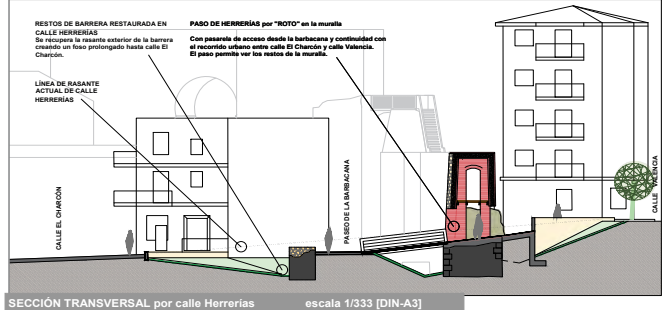 RESTOS DE BARRERA RESTAURADA EN
CALLE HERRERÍAS
Se recupera la rasante exterior de la barrera
creando un foso prolongado hasta calle El
Charcón.
PASO DE HERRERÍAS por "ROTO" en la muralla
Con pasarela de acceso desde la barbacana y continuidad con
el recorrido urbano entre calle El Charcón y calle Valencia.
El paso permite ver los restos de la muralla.
LÍNEA DE RASANTE
ACTUAL DE CALLE
HERRERÍAS
CALLE EL CHARCÓN
PASEO DE LA BARBACANA
CALLE VALENCIA
SECCIÓN TRANSVERSAL por calle Herrerías escala 1/333 [DIN-A3]